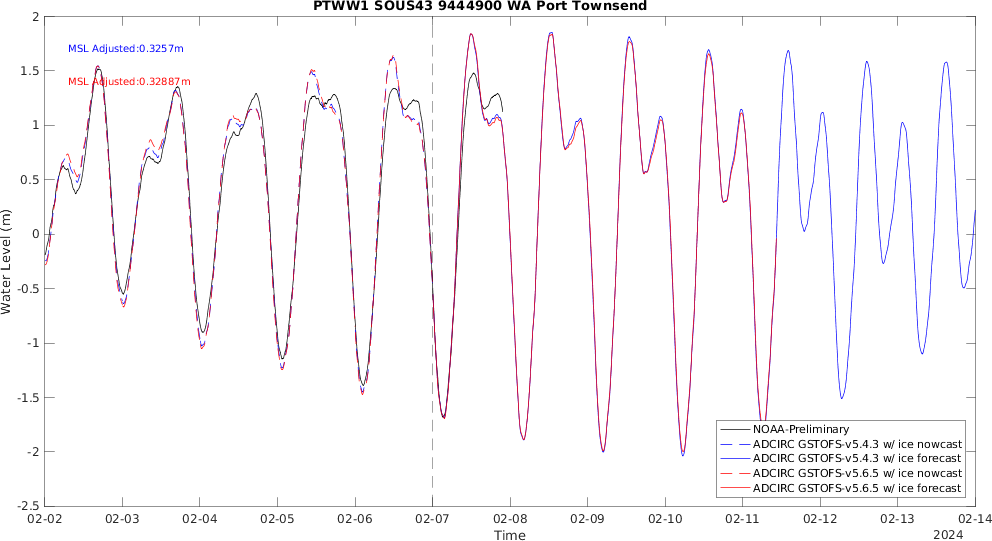 PTWW1 SOUS43 9444900 WA Port Townsend
MSL Adjusted:0.3257m
MSL Adjusted:0.32887m
Water Level (m)
2
1.5
1
0.5
0
-0.5
-1
-1.5
-2
-2.5
NOAA-Preliminary
ADCIRC GSTOFS-v5.4.3 w/ ice nowcast
ADCIRC GSTOFS-v5.4.3 w/ ice forecast
ADCIRC GSTOFS-v5.6.5 w/ ice nowcast
ADCIRC GSTOFS-v5.6.5 w/ ice forecast
02-02 02-03 02-04 02-05 02-06 02-07 02-08 02-09 02-10 02-11 02-12 02-13 02-14
Time
2024